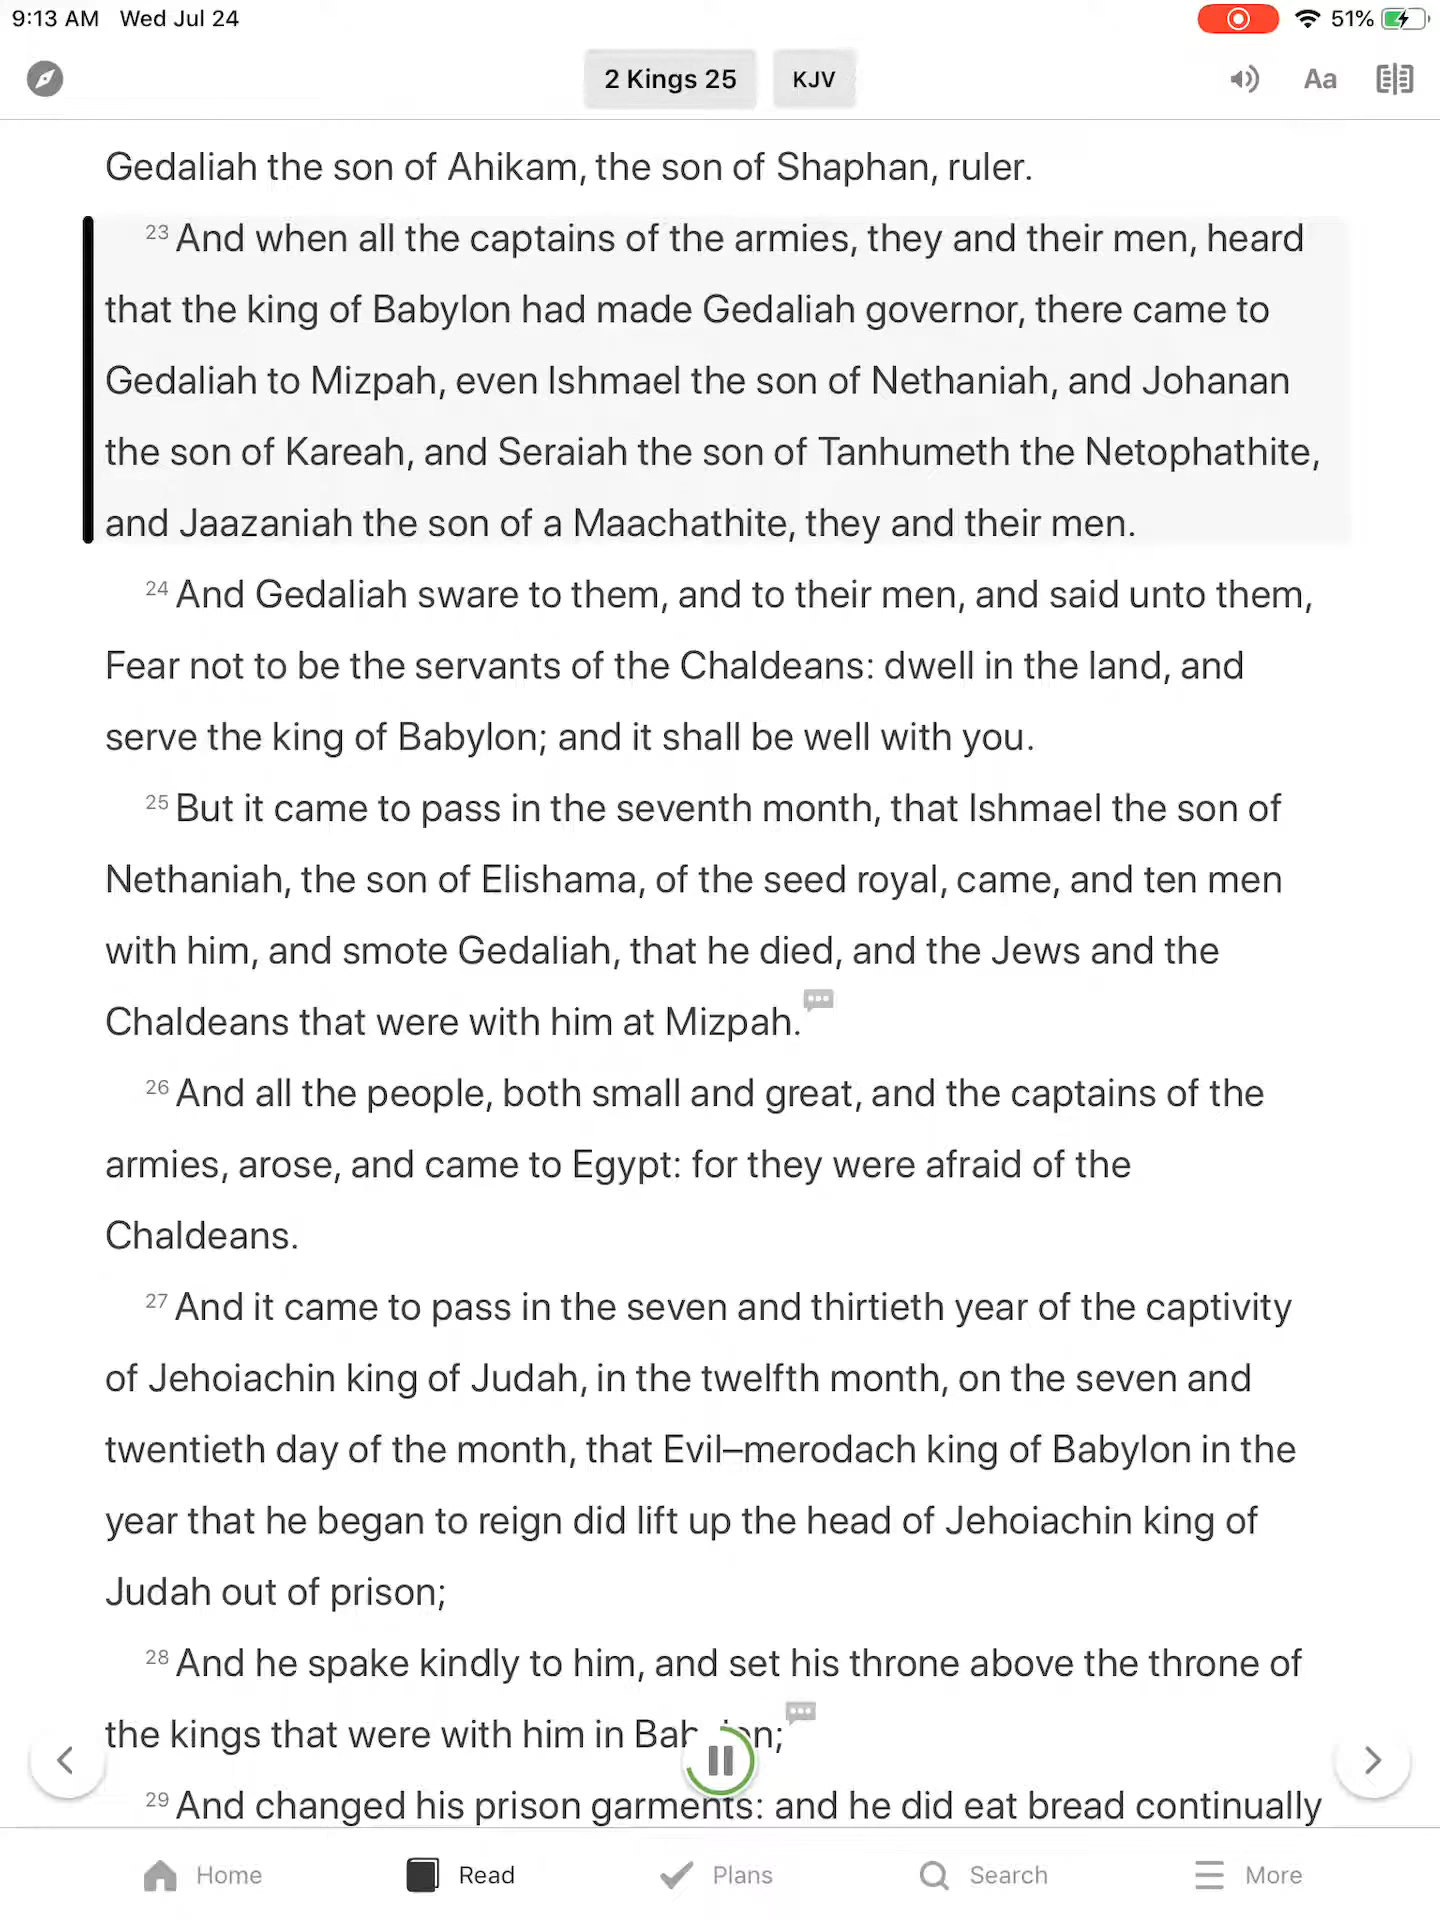 9:13 AM Wed Jul 24 51%
2 Kings 25 KJV Aa
Gedaliah the son of Ahikam, the son of Shaphan, ruler.
23 And when all the captains of the armies, they and their men, heard
that the king of Babylon had made Gedaliah governor, there came to
Gedaliah to Mizpah, even Ishmael the son of Nethaniah, and Johanan
the son of Kareah, and Seraiah the son of Tanhumeth the Netophathite,
and Jaazaniah the son of a Maachathite, they and their men.
24 And Gedaliah sware to them, and to their men, and said unto them,
Fear not to be the servants of the Chaldeans: dwell in the land, and
serve the king of Babylon; and it shall be well with you.
25 But it came to pass in the seventh month, that Ishmael the son of
Nethaniah, the son of Elishama, of the seed royal, came, and ten men
with him, and smote Gedaliah, that he died, and the Jews and the
Chaldeans that were with him at Mizpah.
26 And all the people, both small and great, and the captains of the
armies, arose, and came to Egypt: for they were afraid of the
Chaldeans.
27 And it came to pass in the seven and thirtieth year of the captivity
of Jehoiachin king of Judah, in the twelfth month, on the seven and
twentieth day of the month, that Evil–merodach king of Babylon in the
year that he began to reign did lift up the head of Jehoiachin king of
Judah out of prison;
28 And he spake kindly to him, and set his throne above the throne of
the kings that were with him in
29 And changed his prison garments: and he did eat bread continually
Home Read Plans Search More